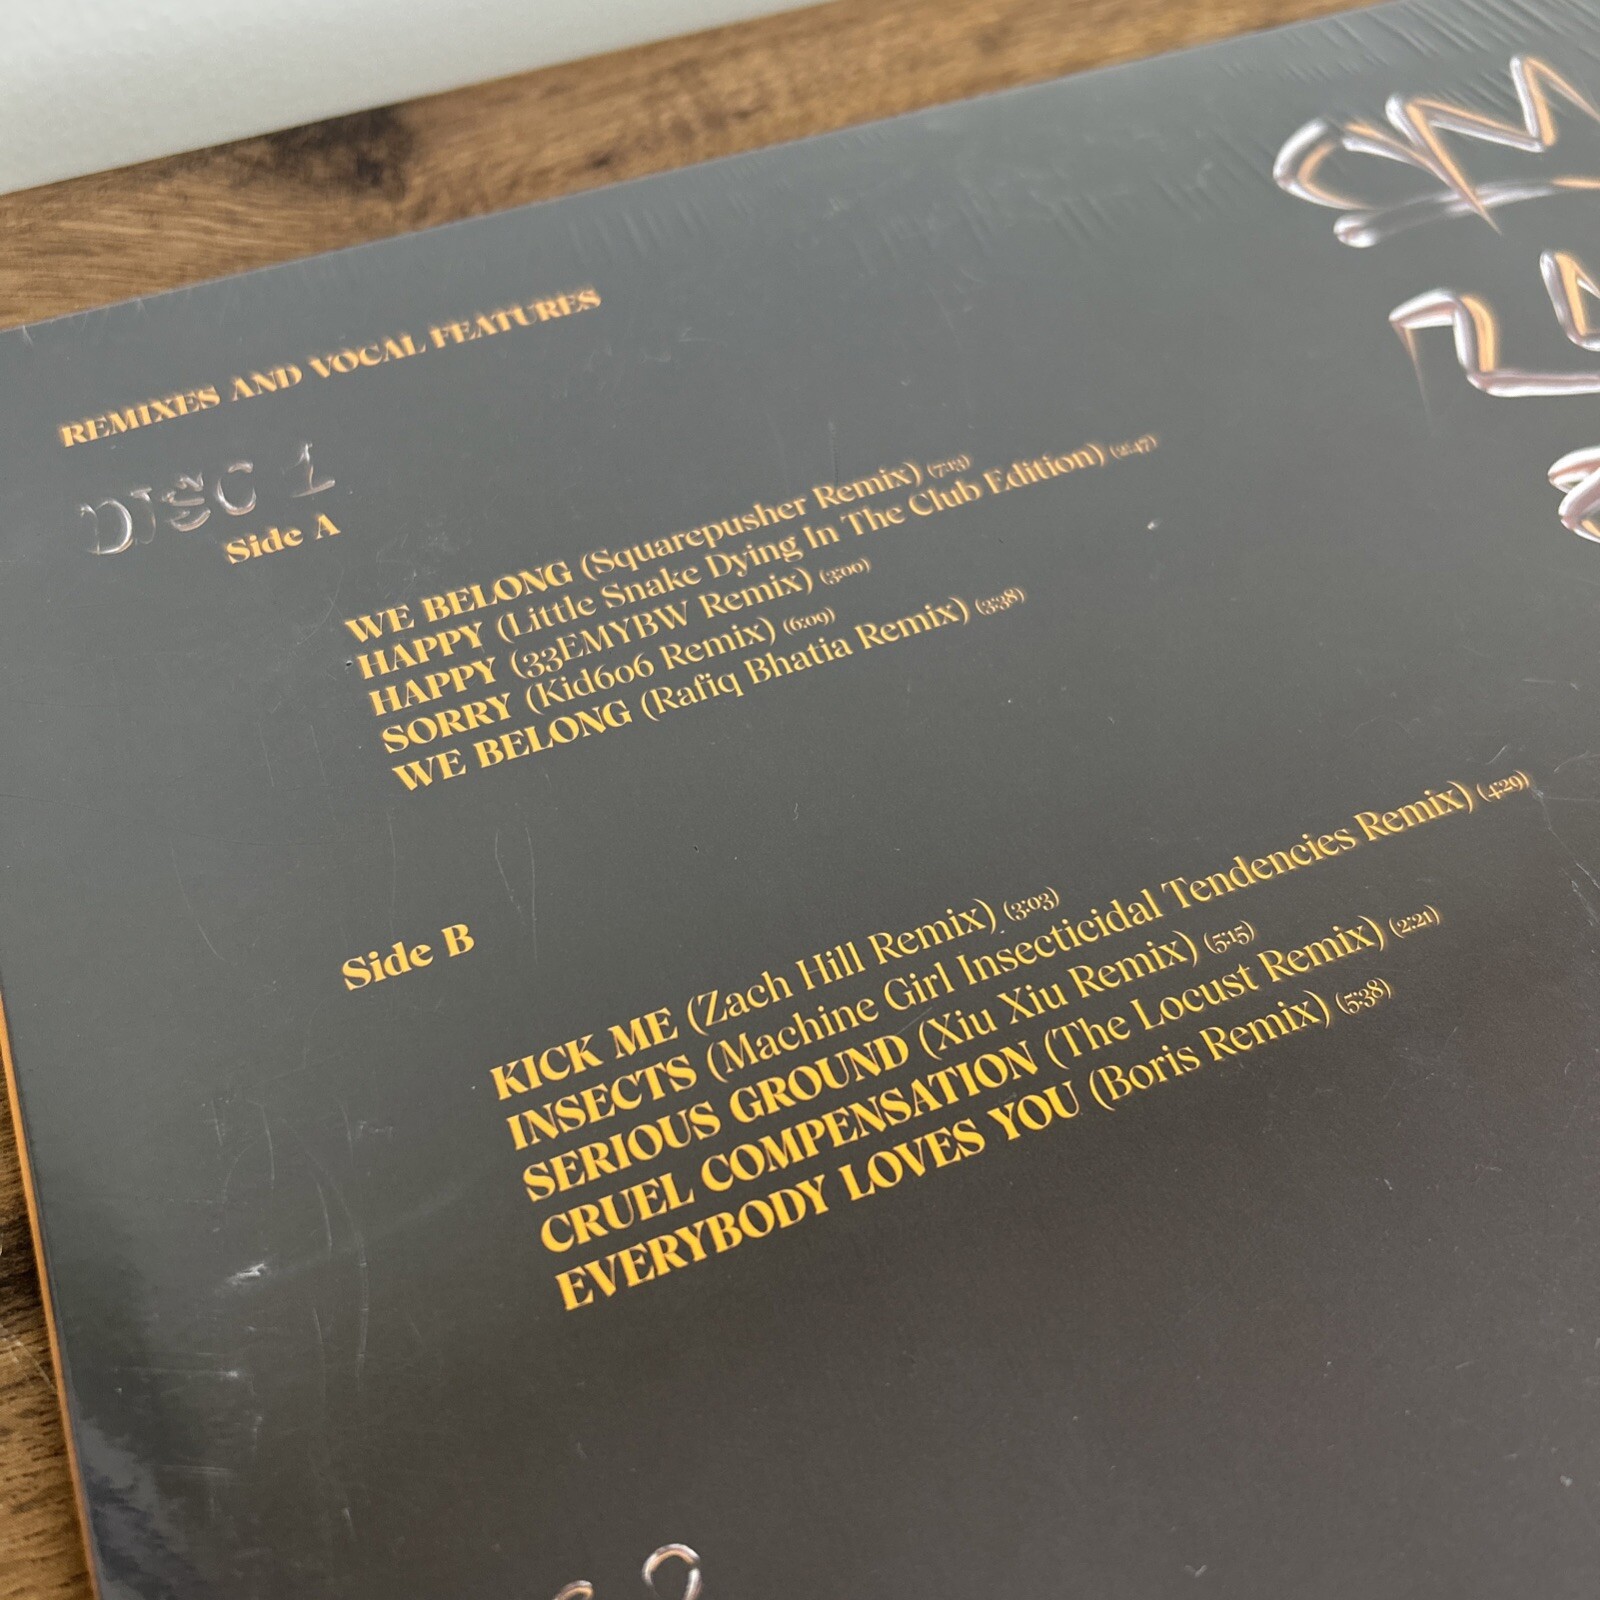 REMIXES AND VOCAL FEATURES
DISC 1
Side A
WE BELONG (Squarepusher Remix) (7:13)
HAPPY (Little Snake Dying In The Club Edition) (2:47)
HAPPY (33EMYBW Remix) (3:00)
SORRY (Kid606 Remix) (6:09)
WE BELONG (Rafiq Bhatia Remix) (3:38)
Side B
KICK ME (Zach Hill Remix) (3:03)
INSECTS (Machine Girl Insecticidal Tendencies Remix) (4:29)
SERIOUS GROUND (Xiu Xiu Remix) (5:15)
CRUEL COMPENSATION (The Locust Remix) (2:21)
EVERYBODY LOVES YOU (Boris Remix) (5:38)